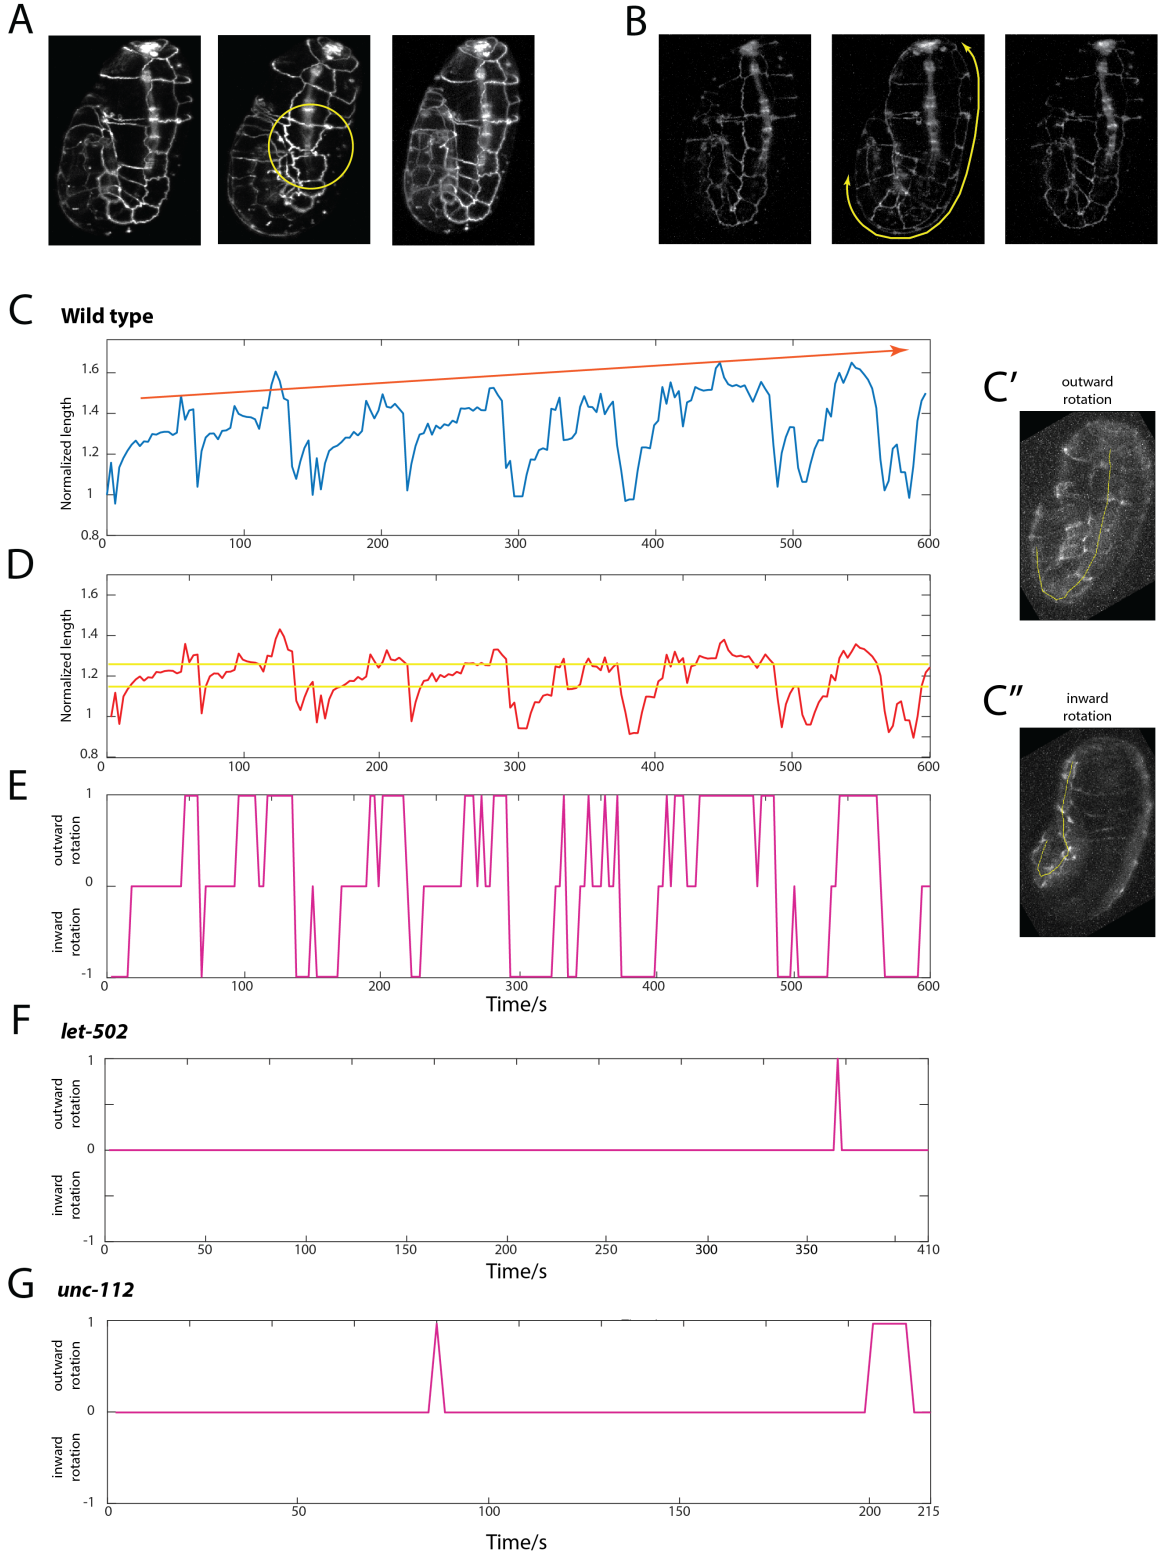 A
B
C
Wild type
Normalized length
1.6
1.4
1.2
1
0.8
0
100
200
300
400
500
600
C′
outward
rotation
D
Normalized length
1.6
1.4
1.2
1
0.8
0
100
200
300
400
500
600
C″
inward
rotation
E
outward
rotation
inward
rotation
1
0
-1
100
200
300
400
500
600
Time/s
F
let-502
outward
rotation
inward
rotation
1
0
-1
0
50
100
150
200
250
300
350
410
Time/s
G
unc-112
outward
rotation
inward
rotation
1
0
-1
0
50
100
150
200
215
Time/s